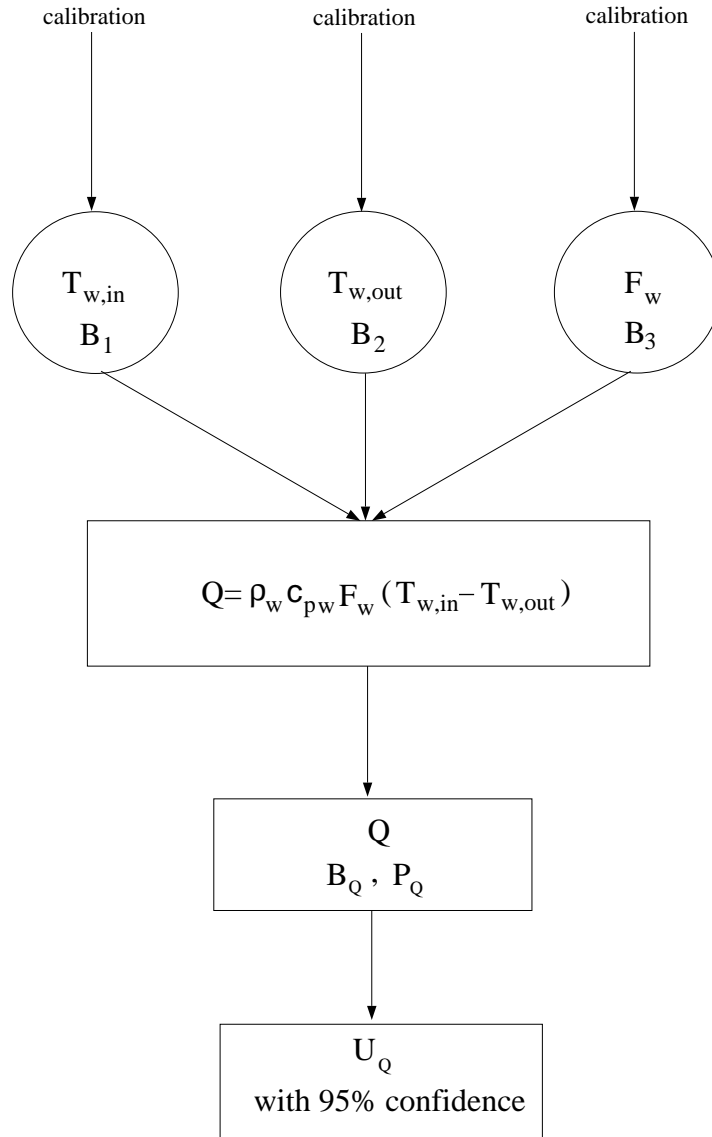 calibration
calibration
calibration
T_w,in
B_1
T_w,out
B_2
F_w
B_3
Q= ρ_w c_pw F_w (T_w,in − T_w,out)
Q
B_Q , P_Q
U_Q
with 95% confidence